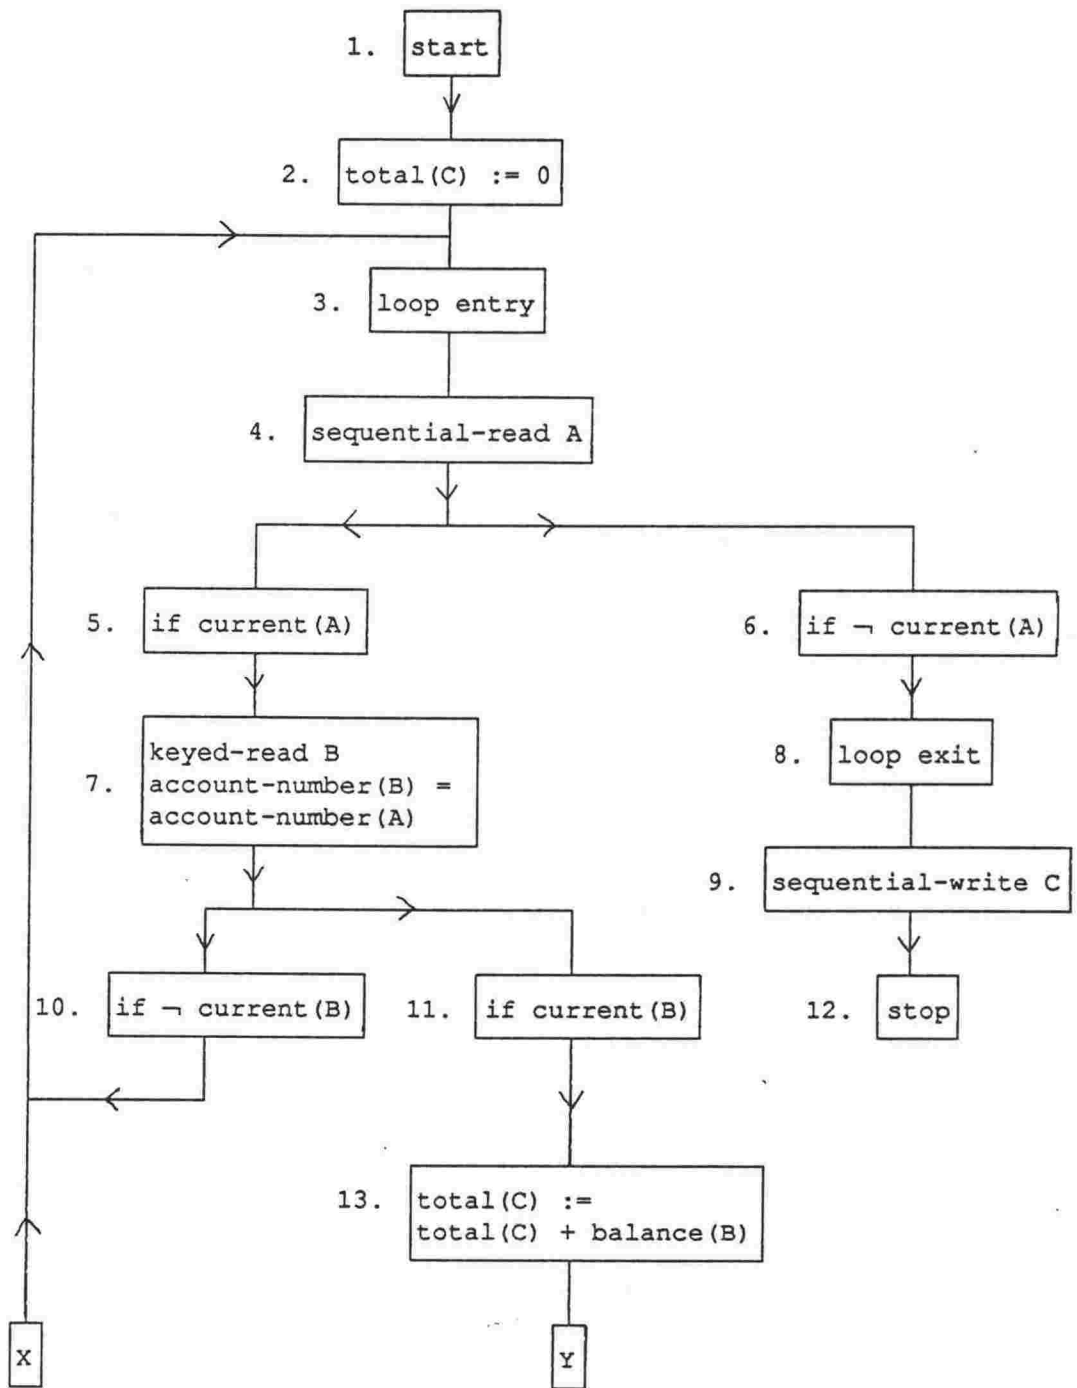 1. start
2. total(C) := 0
3. loop entry
4. sequential-read A
5. if current(A)
6. if ¬ current(A)
7. keyed-read B
account-number(B) =
account-number(A)
8. loop exit
9. sequential-write C
10. if ¬ current(B)
11. if current(B)
12. stop
13. total(C) :=
total(C) + balance(B)
X
Y